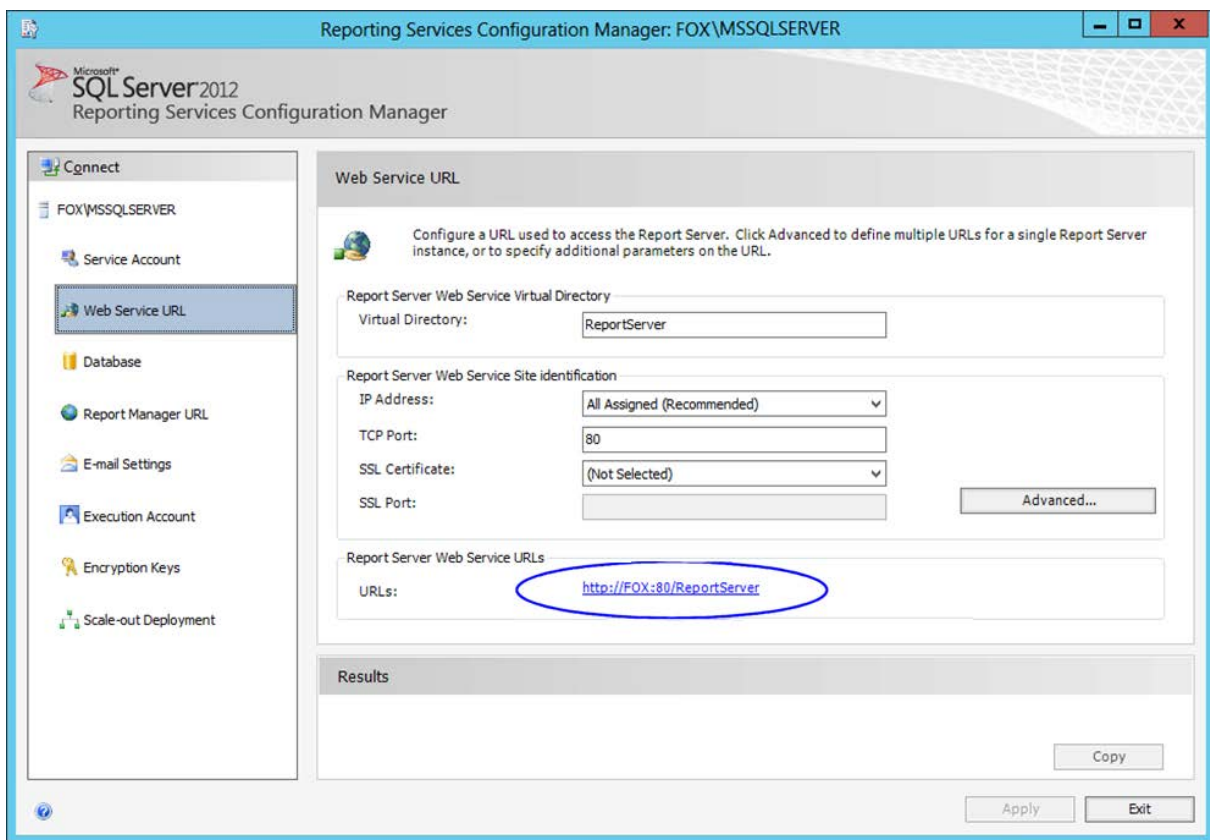 Reporting Services Configuration Manager: FOX\MSSQLSERVER
Microsoft®
SQL Server® 2012
Reporting Services Configuration Manager
Connect
FOX\MSSQLSERVER
Service Account
Web Service URL
Database
Report Manager URL
E-mail Settings
Execution Account
Encryption Keys
Scale-out Deployment
Web Service URL
Configure a URL used to access the Report Server. Click Advanced to define multiple URLs for a single Report Server
instance, or to specify additional parameters on the URL.
Report Server Web Service Virtual Directory
Virtual Directory: ReportServer
Report Server Web Service Site identification
IP Address: All Assigned (Recommended)
TCP Port: 80
SSL Certificate: (Not Selected)
SSL Port:
Advanced...
Report Server Web Service URLs
URLs: http://FOX:80/ReportServer
Results
Copy
Apply Exit